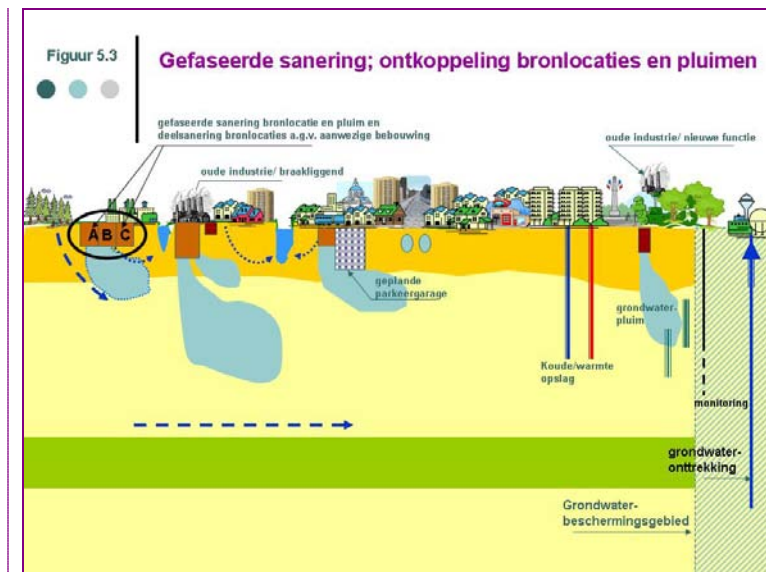 Figuur 5.3
Gefaseerde sanering; ontkoppeling bronlocaties en pluimen
gefaseerde sanering bronlocatie en pluim en
deelsanering bronlocaties a.g.v. aanwezige bebouwing
oude industrie/ nieuwe functie
oude industrie/ braakliggend
A B C
geplande
parkeergarage
grondwater-
pluim
Koude/warmte
opslag
monitoring
grondwater-
onttrekking
Grondwater-
beschermingsgebied